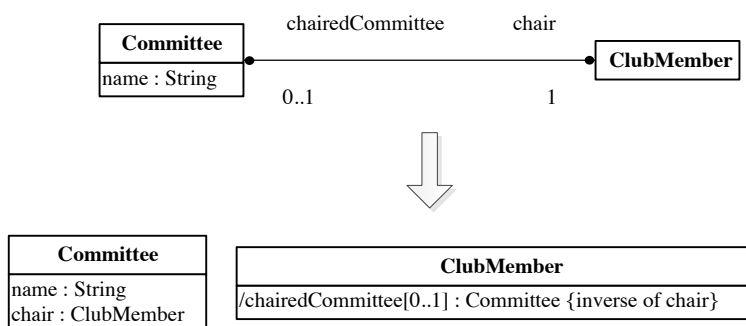 chairedCommittee chair
Committee
name : String
ClubMember
0..1 1
Committee
name : String
chair : ClubMember
ClubMember
/chairedCommittee[0..1] : Committee {inverse of chair}